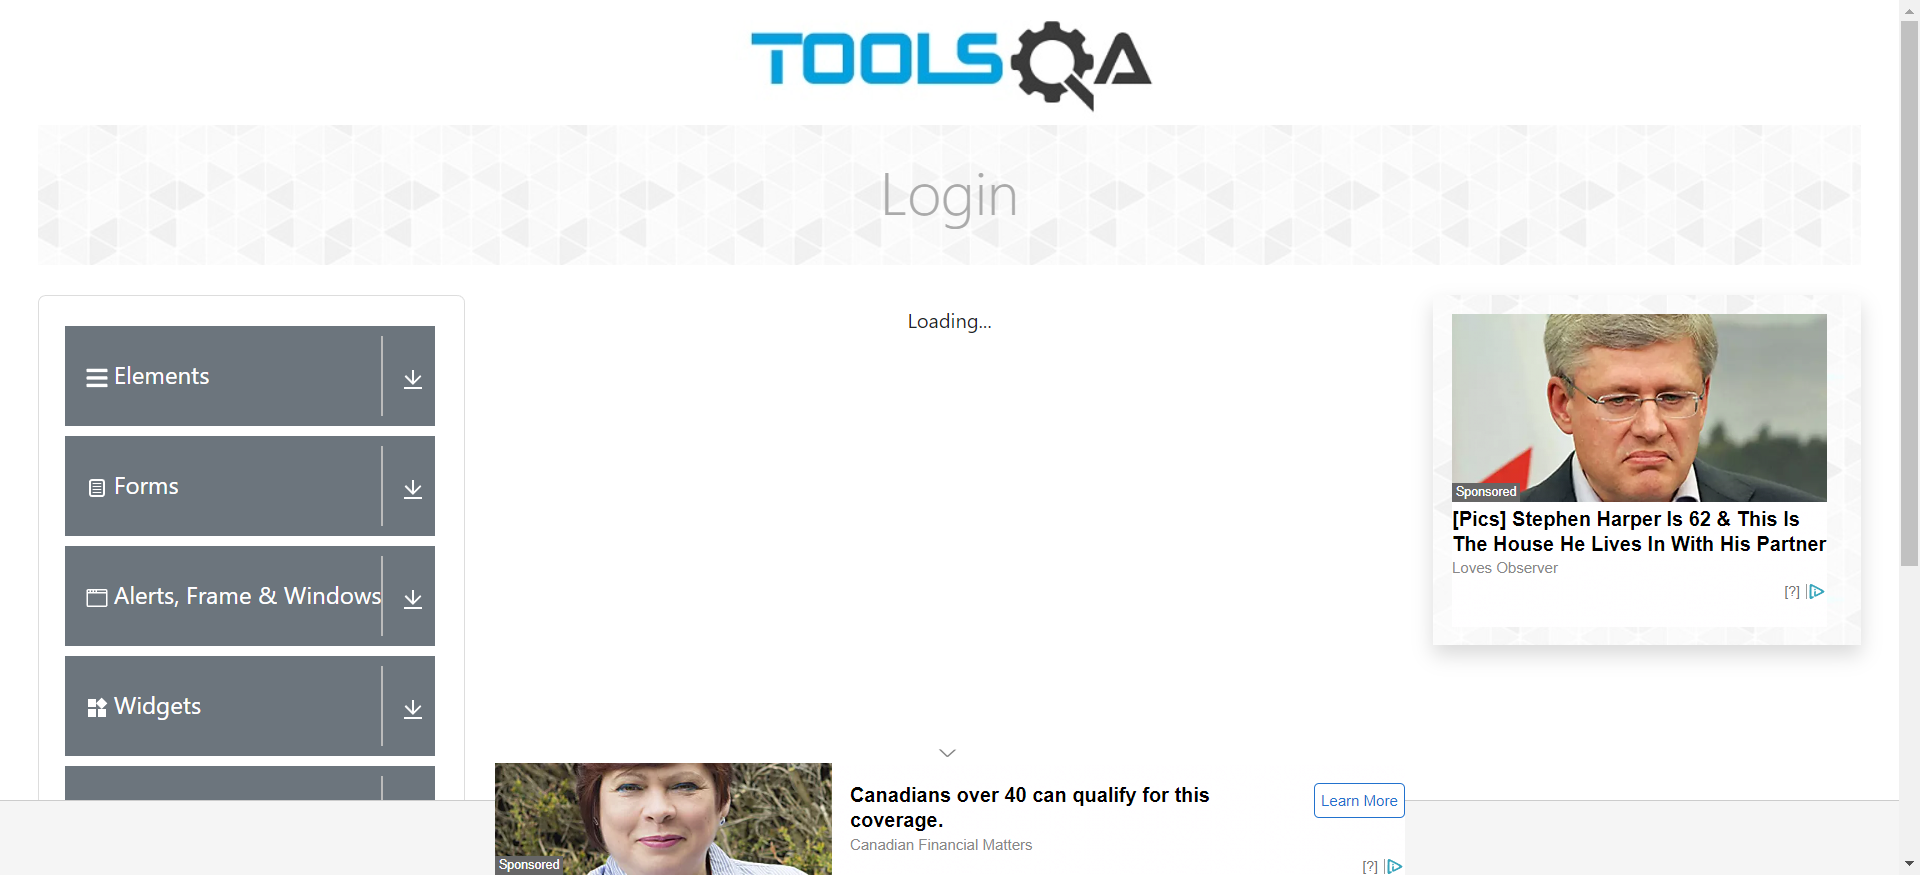 TOOLSQA
Login
Elements
Forms
Alerts, Frame & Windows
Widgets
Loading...
Sponsored
[Pics] Stephen Harper Is 62 & This Is
The House He Lives In With His Partner
Loves Observer
[?]
Sponsored
Canadians over 40 can qualify for this
coverage.
Canadian Financial Matters
Learn More
[?]